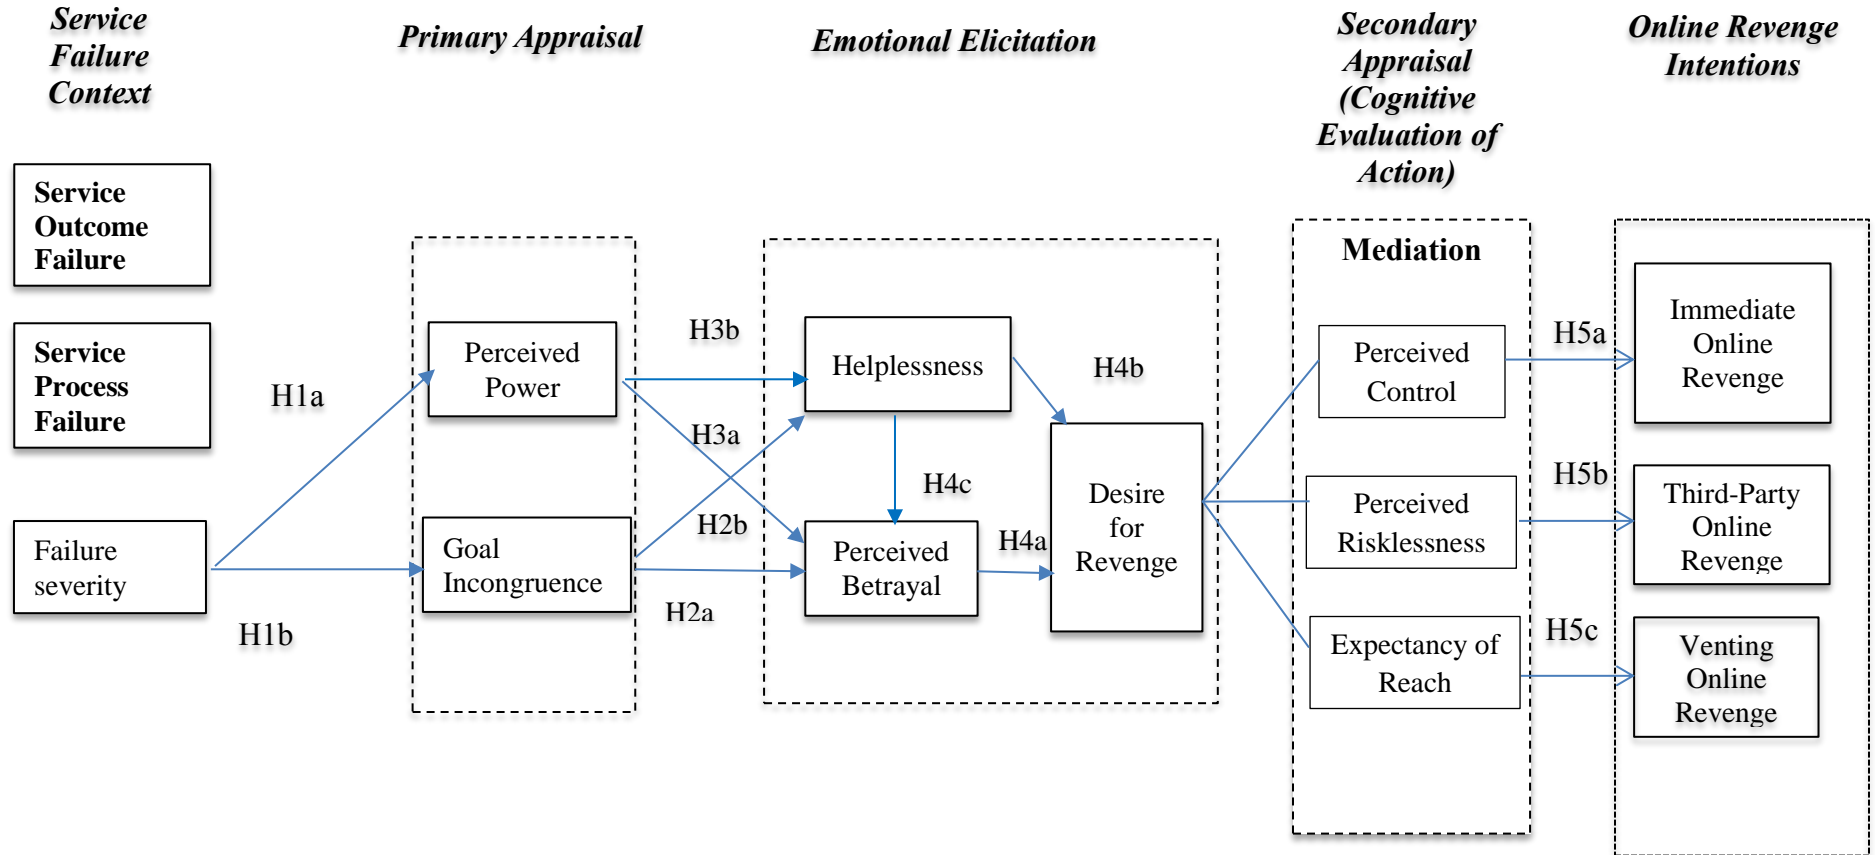 Service
Failure
Context
Primary Appraisal
Emotional Elicitation
Secondary
Appraisal
(Cognitive
Evaluation of
Action)
Online Revenge
Intentions
Service
Outcome
Failure
Service
Process
Failure
Failure
severity
H1a
H1b
Perceived
Power
Goal
Incongruence
H3b
H3a
H2b
H2a
Helplessness
H4c
Perceived
Betrayal
H4b
H4a
Desire
for
Revenge
Mediation
Perceived
Control
Perceived
Risklessness
Expectancy of
Reach
H5a
H5b
H5c
Immediate
Online
Revenge
Third-Party
Online
Revenge
Venting
Online
Revenge